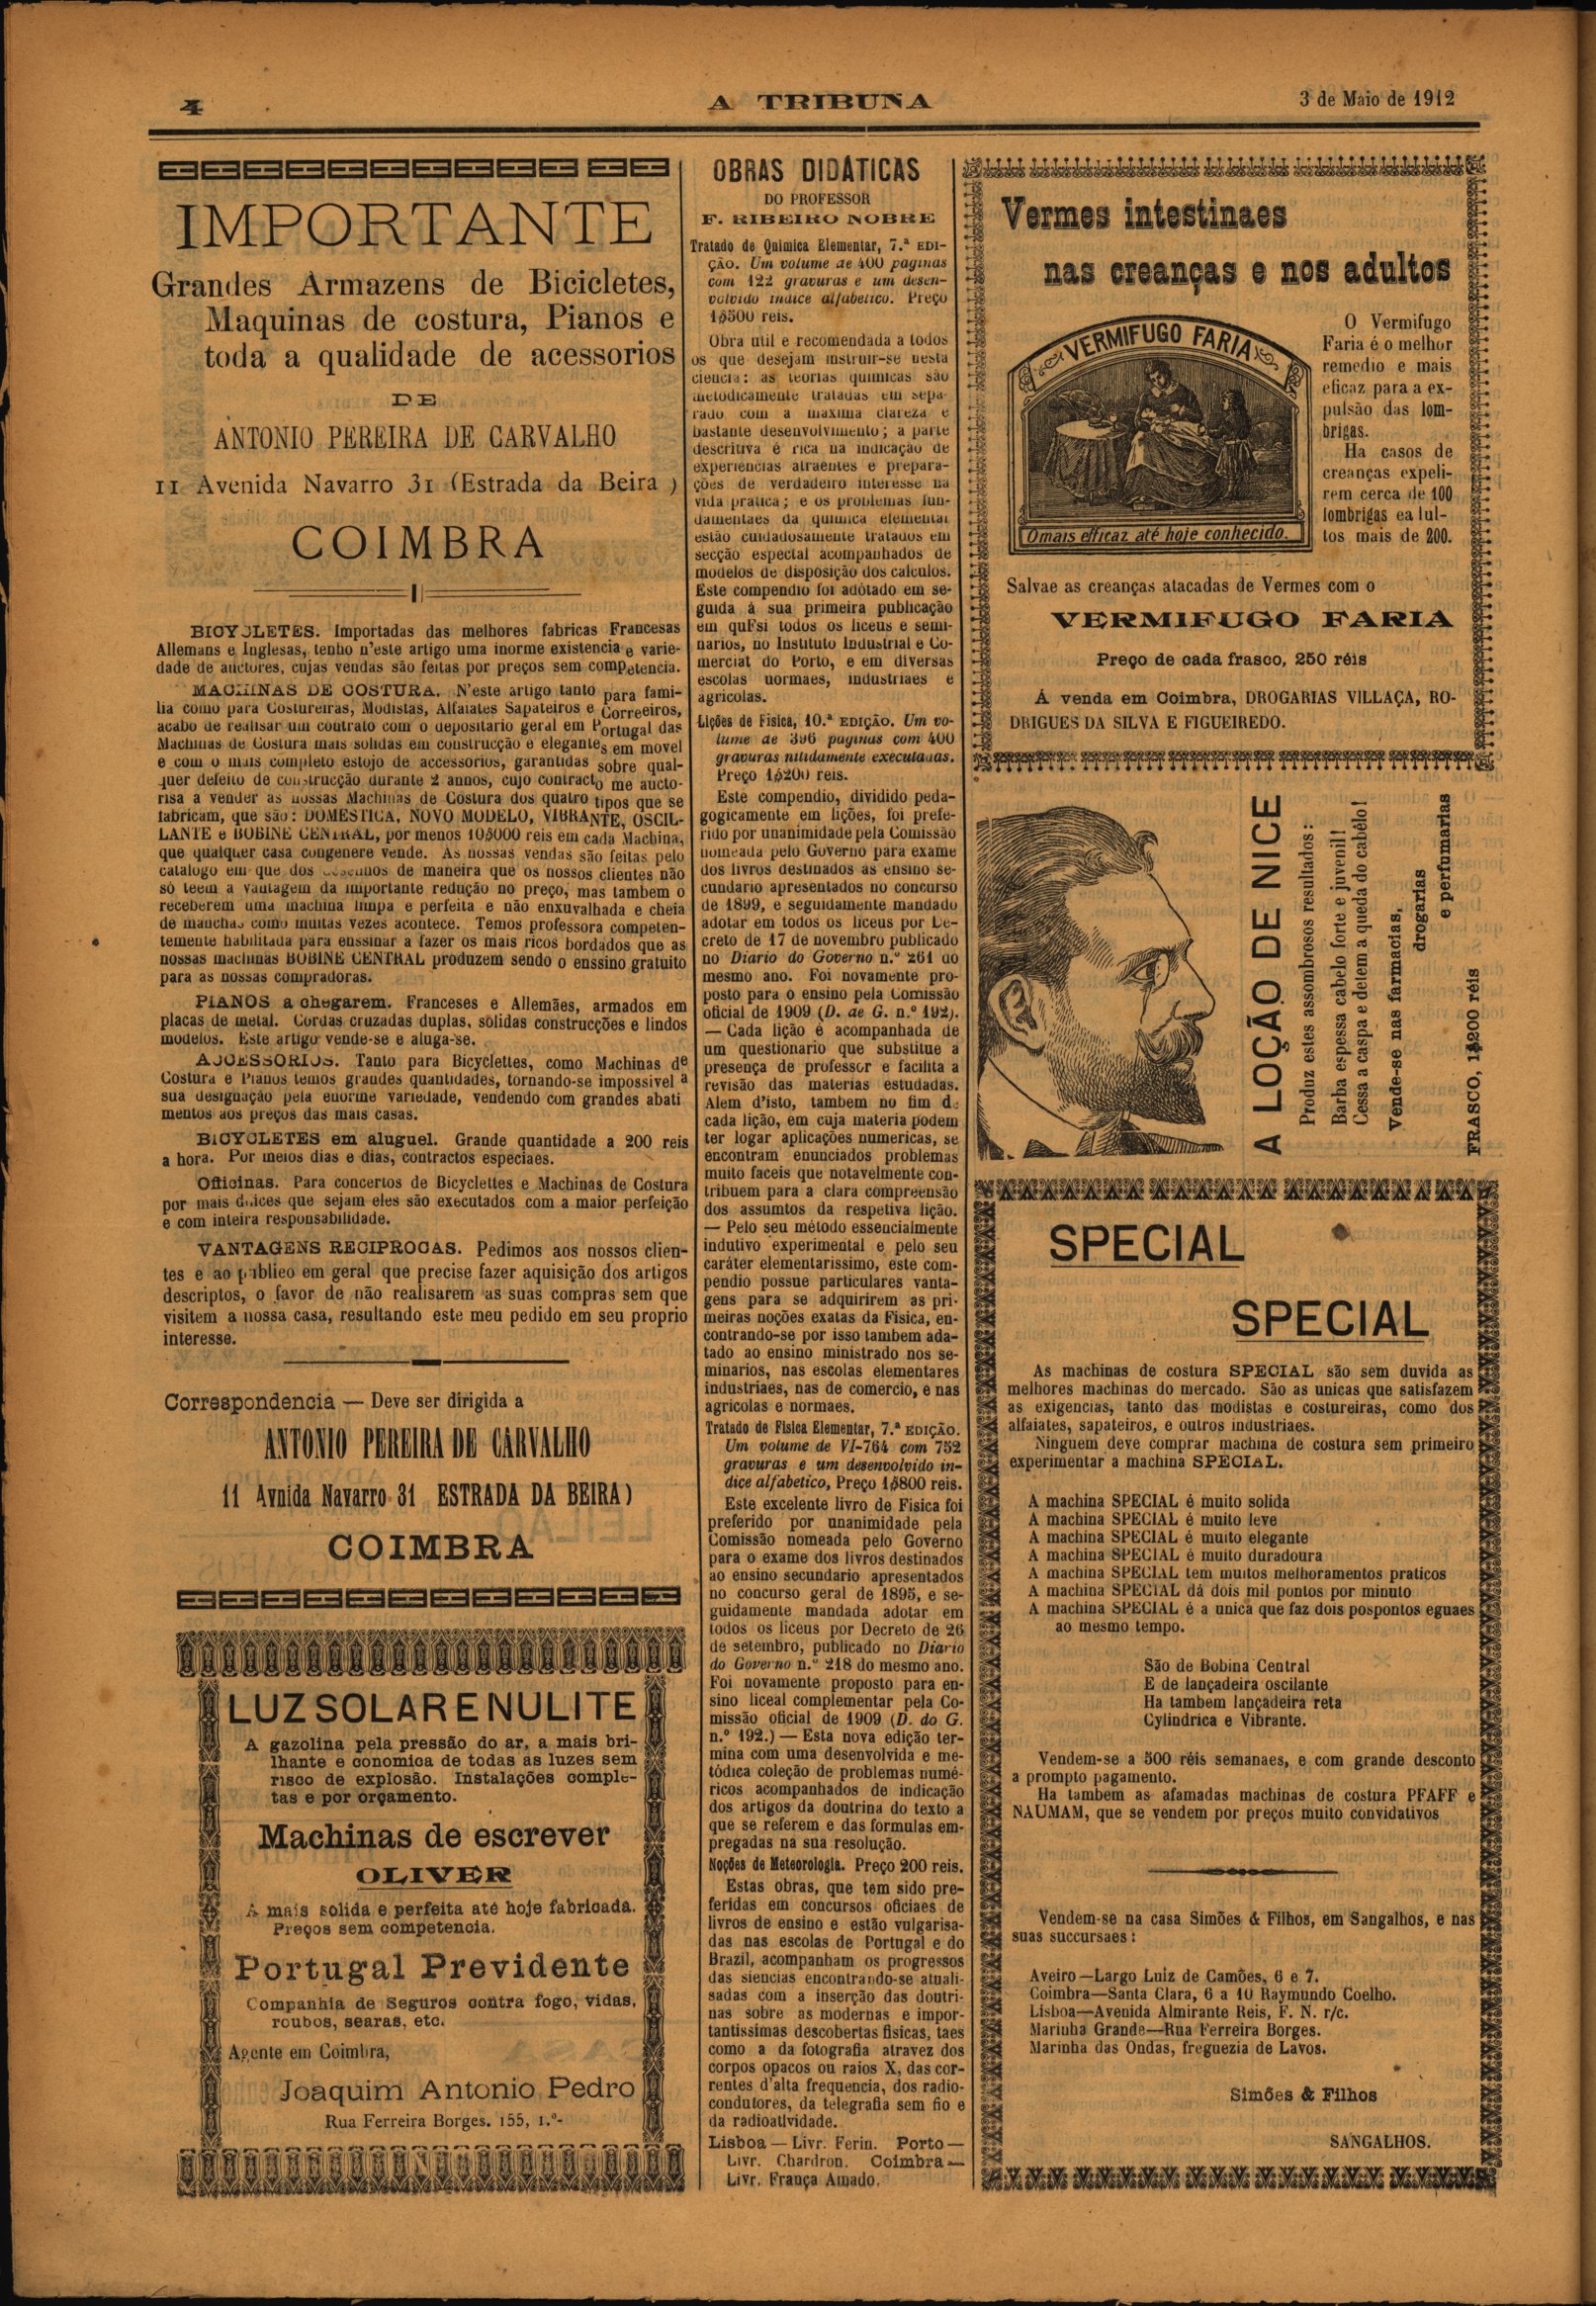 4
A TRIBUNA
3 de Maio de 1912
IMPORTANTE
Grandes Armazens de Bicicletes,
Maquinas de costura, Pianos e
toda a qualidade de acessorios
DE
ANTONIO PEREIRA DE CARVALHO
11 Avenida Navarro 31 (Estrada da Beira )
COIMBRA
BICYCLETES. Importadas das melhores fabricas Francesas
Allemans e Inglesas, tenho n'este artigo uma inorme existencia e varie-
dade de auctores, cujas vendas são feitas por preços sem competencia.
MACHINAS DE COSTURA. N'este artigo tanto para fami-
lia como para Costureiras, Modistas, Alfaiates Sapateiros e Correeiros,
acabo de realisar um contrato com o depositario geral em Portugal das
Machinas de Costura mais solidas em construcção e elegantes em movel
e com o mais completo estojo de accessorios, garantidas sobre qual-
quer defeito de construcção durante 2 annos, cujo contracto me aucto-
risa a vender as nossas Machinas de Costura dos quatro tipos que se
fabricam, que são: DOMESTICA, NOVO MODELO, VIBRANTE, OSCIL-
LANTE e BOBINE CENTRAL, por menos 10$000 reis em cada Machina,
que qualquer casa congenere vende. As nossas vendas são feitas pelo
catalogo em que dos de maneira que os nossos clientes não
só teem a vantagem da importante redução no preço, mas tambem o
receberem uma machina limpa e perfeita e não enxuvalhada e cheia
de manchas como muitas vezes acontece. Temos professora competen-
temente habilitada para enssinar a fazer os mais ricos bordados que as
nossas machinas BOBINE CENTRAL produzem sendo o enssino gratuito
para as nossas compradoras.
PIANOS a chegarem. Franceses e Allemães, armados em
placas de metal. Cordas cruzadas duplas, sòlidas construcções e lindos
modelos. Este artigo vende-se e aluga-se.
ACCESSORIOS. Tanto para Bicyclettes, como Machinas de
Costura e Pianos temos grandes quantidades, tornando-se impossivel a
sua designação pela enorme variedade, vendendo com grandes abati
mentos aos preços das mais casas.
BICYCLETES em aluguel. Grande quantidade a 200 reis
a hora. Por meios dias e dias, contractos especiaes.
Officinas. Para concertos de Bicyclettes e Machinas de Costura
por mais dificeis que sejam eles são executados com a maior perfeição
e com inteira responsabilidade.
VANTAGENS RECIPROCAS. Pedimos aos nossos clien-
tes e ao publico em geral que precise fazer aquisição dos artigos
descriptos, o favor de não realisarem as suas compras sem que
visitem a nossa casa, resultando este meu pedido em seu proprio
interesse.
Correspondencia — Deve ser dirigida a
ANTONIO PEREIRA DE CARVALHO
11 Avnida Navarro 31 ESTRADA DA BEIRA)
COIMBRA
LUZ SOLAR ENULITE
A gazolina pela pressão do ar, a mais bri-
lhante e conomica de todas as luzes sem
risco de explosão. Instalações comple-
tas e por orçamento.
Machinas de escrever
OLIVER
A mais solida e perfeita até hoje fabricada.
Preços sem competencia.
Portugal Previdente
Companhia de Seguros contra fogo, vidas,
roubos, searas, etc.
Agente em Coimbra,
Joaquim Antonio Pedro
Rua Ferreira Borges. 155, 1.º-
OBRAS DIDÁTICAS
DO PROFESSOR
F. RIBEIRO NOBRE
Tratado de Quimica Elementar, 7.ª EDI-
ÇÃO. Um volume de 400 paginas
com 122 gravuras e um desen-
volvido indice alfabetico. Preço
1$500 reis.
Obra util e recomendada a todos
os que desejam instruir-se nesta
ciencia: as teorias quimicas são
metodicamente tratadas em sepa-
rado com a maxima clareza e
bastante desenvolvimento; a parte
descritiva é rica na indicação de
experiencias atraentes e prepara-
ções de verdadeiro interesse na
vida pratica; e os problemas fun-
damentaes da quimica elementar
estão cuidadosamente tratados em
secção especial acompanhados de
modelos de disposição dos calculos.
Este compendio foi adótado em se-
guida á sua primeira publicação
em quFsi todos os liceus e semi-
narios, no Instituto Industrial e Co-
mercial do Porto, e em diversas
escolas normaes, industriaes e
agricolas.
Lições de Fisica, 10.ª EDIÇÃO. Um vo-
lume de 396 paginas com 400
gravuras nitidamente executadas.
Preço 1$200 reis.
Este compendio, dividido peda-
gogicamente em lições, foi prefe-
rido por unanimidade pela Comissão
nomeada pelo Governo para exame
dos livros destinados as ensino se-
cundario apresentados no concurso
de 1899, e seguidamente mandado
adotar em todos os liceus por De-
creto de 17 de novembro publicado
no Diario do Governo n.º 261 do
mesmo ano. Foi novamente pro-
posto para o ensino pela Comissão
oficial de 1909 (D. de G. n.º 192).
— Cada lição é acompanhada de
um questionario que substitue a
presença de professor e facilita a
revisão das materias estudadas.
Alem d'isto, tambem no fim de
cada lição, em cuja materia podem
ter logar aplicações numericas, se
encontram enunciados problemas
muito faceis que notavelmente con-
tribuem para a clara compreensão
dos assumtos da respetiva lição.
— Pelo seu método essencialmente
indutivo experimental e pelo seu
caráter elementarissimo, este com-
pendio possue particulares vanta-
gens para se adquirirem as pri-
meiras noções exatas da Fisica, en-
contrando-se por isso tambem ada-
tado ao ensino ministrado nos se-
minarios, nas escolas elementares
industriaes, nas de comercio, e nas
agricolas e normaes.
Tratado de Fisica Elementar, 7.ª EDIÇÃO.
Um volume de VI-764 com 752
gravuras e um desenvolvido in-
dice alfabetico, Preço 1$800 reis.
Este excelente livro de Fisica foi
preferido por unanimidade pela
Comissão nomeada pelo Governo
para o exame dos livros destinados
ao ensino secundario apresentados
no concurso geral de 1895, e se-
guidamente mandada adotar em
todos os liceus por Decreto de 26
de setembro, publicado no Diario
do Governo n.º 218 do mesmo ano.
Foi novamente proposto para en-
sino liceal complementar pela Co-
missão oficial de 1909 (D. do G.
n.º 192.) — Esta nova edição ter-
mina com uma desenvolvida e me-
tódica coleção de problemas numé-
ricos acompanhados de indicação
dos artigos da doutrina do texto a
que se referem e das formulas em-
pregadas na sua resolução.
Noções de Meteorologia. Preço 200 reis.
Estas obras, que tem sido pre-
feridas em concursos oficiaes de
livros de ensino e estão vulgarisa-
das nas escolas de Portugal e do
Brazil, acompanham os progressos
das siencias encontrando-se atuali-
sadas com a inserção das doutri-
nas sobre as modernas e impor-
tantissimas descobertas fisicas, taes
como a da fotografia atravez dos
corpos opacos ou raios X, das cor-
rentes d'alta frequencia, dos radio-
condutores, da telegrafia sem fio e
da radioatividade.
Lisboa — Livr. Ferin. Porto —
Livr. Chardron. Coimbra —
Livr. França Amado.
Vermes intestinaes
nas creanças e nos adultos
VERMIFUGO FARIA
O mais efficaz até hoje conhecido.
O Vermifugo
Faria é o melhor
remedio e mais
eficaz para a ex-
pulsão das lom-
brigas.
Ha casos de
creanças expeli-
rem cerca de 100
lombrigas e a lul-
tos mais de 200.
Salvae as creanças atacadas de Vermes com o
VERMIFUGO FARIA
Preço de cada frasco, 250 réis
Á venda em Coimbra, DROGARIAS VILLAÇA, RO-
DRIGUES DA SILVA E FIGUEIREDO.
A LOÇÃO DE NICE
Produz estes assombrosos resultados:
Barba espessa cabelo forte e juvenil!
Cessa a caspa e detem a queda do cabélo!
Vende-se nas farmacias,
drogarias
e perfumarias
FRASCO, 1$200 réis
SPECIAL
SPECIAL
As machinas de costura SPECIAL são sem duvida as
melhores machinas do mercado. São as unicas que satisfazem
as exigencias, tanto das modistas e costureiras, como dos
alfaiates, sapateiros, e outros industriaes.
Ninguem deve comprar machina de costura sem primeiro
experimentar a machina SPECIAL.
A machina SPECIAL é muito solida
A machina SPECIAL é muito leve
A machina SPECIAL é muito elegante
A machina SPECIAL é muito duradoura
A machina SPECIAL tem muitos melhoramentos praticos
A machina SPECIAL dá dois mil pontos por minuto
A machina SPECIAL é a unica que faz dois pospontos eguaes
ao mesmo tempo.
São de Bobina Central
E de lançadeira oscilante
Ha tambem lançadeira reta
Cylindrica e Vibrante.
Vendem-se a 500 réis semanaes, e com grande desconto
a prompto pagamento.
Ha tambem as afamadas machinas de costura PFAFF e
NAUMAM, que se vendem por preços muito convidativos
Vendem-se na casa Simões & Filhos, em Sangalhos, e nas
suas succursaes:
Aveiro—Largo Luiz de Camões, 6 e 7.
Coimbra—Santa Clara, 6 a 10 Raymundo Coelho.
Lisboa—Avenida Almirante Reis, F. N. r/c.
Marinha Grande—Rua Ferreira Borges.
Marinha das Ondas, freguezia de Lavos.
Simões & Filhos
SANGALHOS.